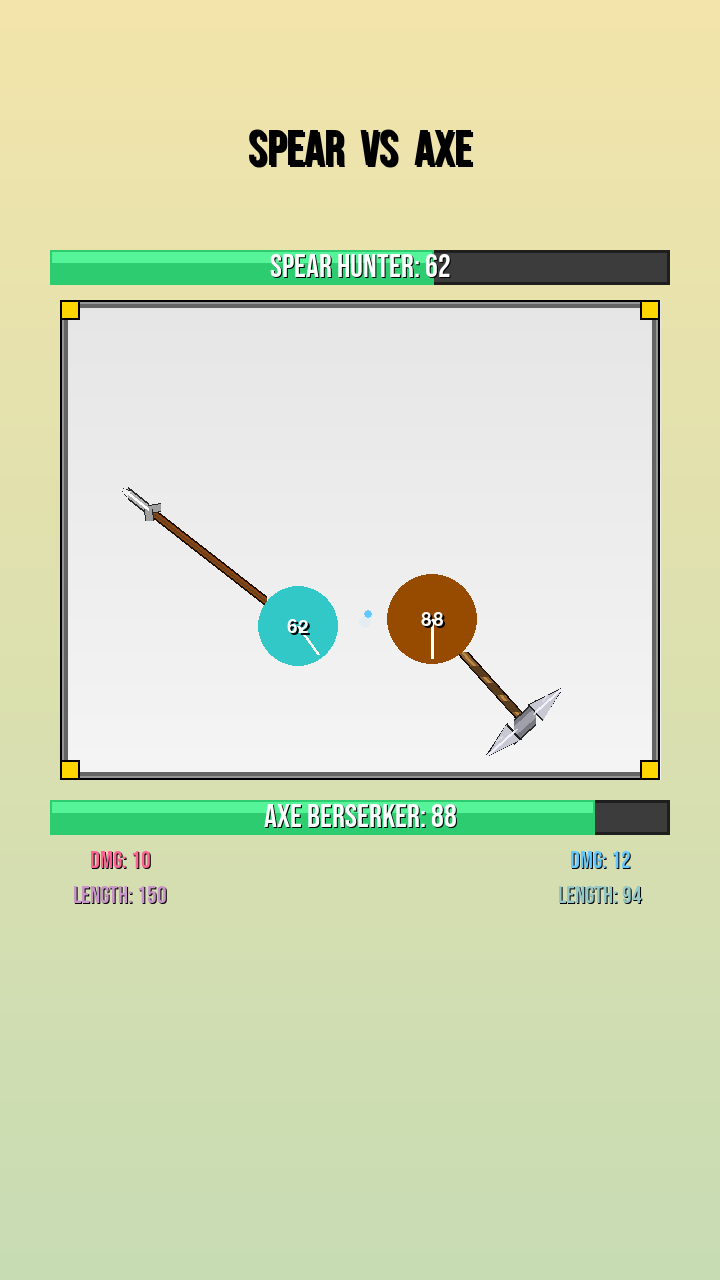 SPEAR VS AXE
SPEAR HUNTER: 62
62
88
AXE BERSERKER: 88
DMG: 10
DMG: 12
LENGTH: 150
LENGTH: 94